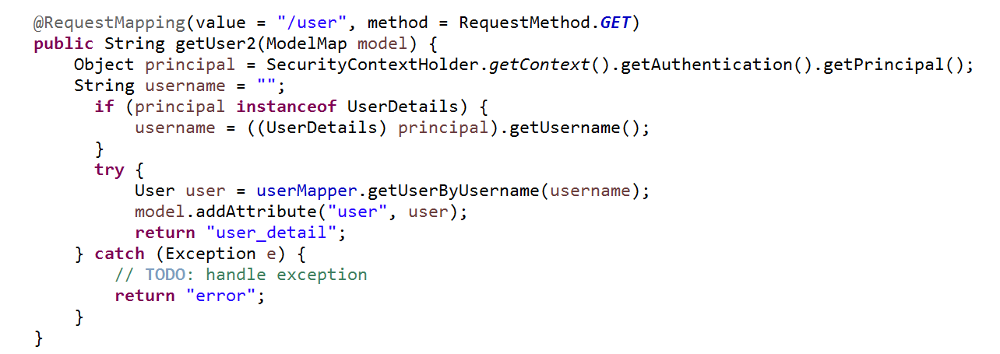 @RequestMapping(value = "/user", method = RequestMethod.GET)
public String getUser2(ModelMap model) {
    Object principal = SecurityContextHolder.getContext().getAuthentication().getPrincipal();
    String username = "";
      if (principal instanceof UserDetails) {
          username = ((UserDetails) principal).getUsername();
      }
      try {
          User user = userMapper.getUserByUsername(username);
          model.addAttribute("user", user);
          return "user_detail";
    } catch (Exception e) {
        // TODO: handle exception
        return "error";
    }
}